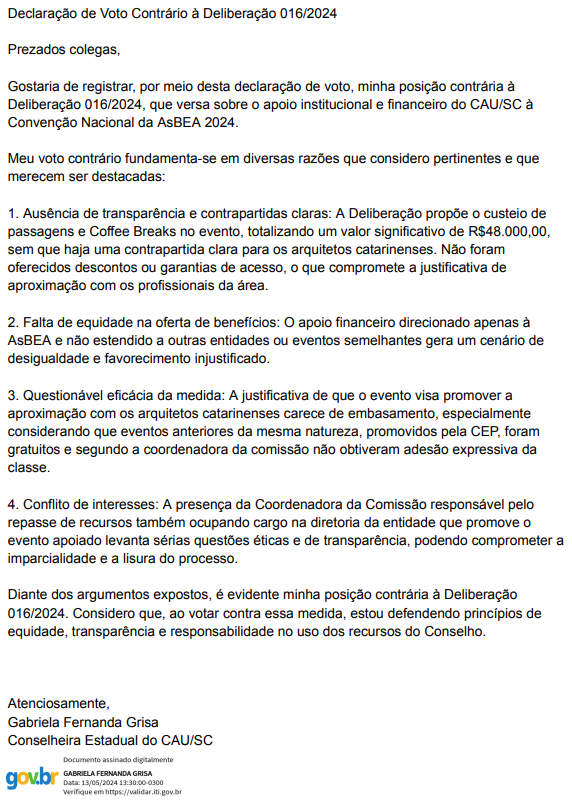 Declaração de Voto Contrário à Deliberação 016/2024
Prezados colegas,
Gostaria de registrar, por meio desta declaração de voto, minha posição contrária à
Deliberação 016/2024, que versa sobre o apoio institucional e financeiro do CAU/SC à
Convenção Nacional da AsBEA 2024.
Meu voto contrário fundamenta-se em diversas razões que considero pertinentes e que
merecem ser destacadas:
1. Ausência de transparência e contrapartidas claras: A Deliberação propõe o custeio de
passagens e Coffee Breaks no evento, totalizando um valor significativo de R$48.000,00,
sem que haja uma contrapartida clara para os arquitetos catarinenses. Não foram
oferecidos descontos ou garantias de acesso, o que compromete a justificativa de
aproximação com os profissionais da área.
2. Falta de equidade na oferta de benefícios: O apoio financeiro direcionado apenas à
AsBEA e não estendido a outras entidades ou eventos semelhantes gera um cenário de
desigualdade e favorecimento injustificado.
3. Questionável eficácia da medida: A justificativa de que o evento visa promover a
aproximação com os arquitetos catarinenses carece de embasamento, especialmente
considerando que eventos anteriores da mesma natureza, promovidos pela CEP, foram
gratuitos e segundo a coordenadora da comissão não obtiveram adesão expressiva da
classe.
4. Conflito de interesses: A presença da Coordenadora da Comissão responsável pelo
repasse de recursos também ocupando cargo na diretoria da entidade que promove o
evento apoiado levanta sérias questões éticas e de transparência, podendo comprometer a
imparcialidade e a lisura do processo.
Diante dos argumentos expostos, é evidente minha posição contrária à Deliberação
016/2024. Considero que, ao votar contra essa medida, estou defendendo princípios de
equidade, transparência e responsabilidade no uso dos recursos do Conselho.
Atenciosamente,
Gabriela Fernanda Grisa
Conselheira Estadual do CAU/SC
gov.br
Documento assinado digitalmente
GABRIELA FERNANDA GRISA
Data: 13/05/2024 13:30:00-0300
Verifique em https://validar.iti.gov.br